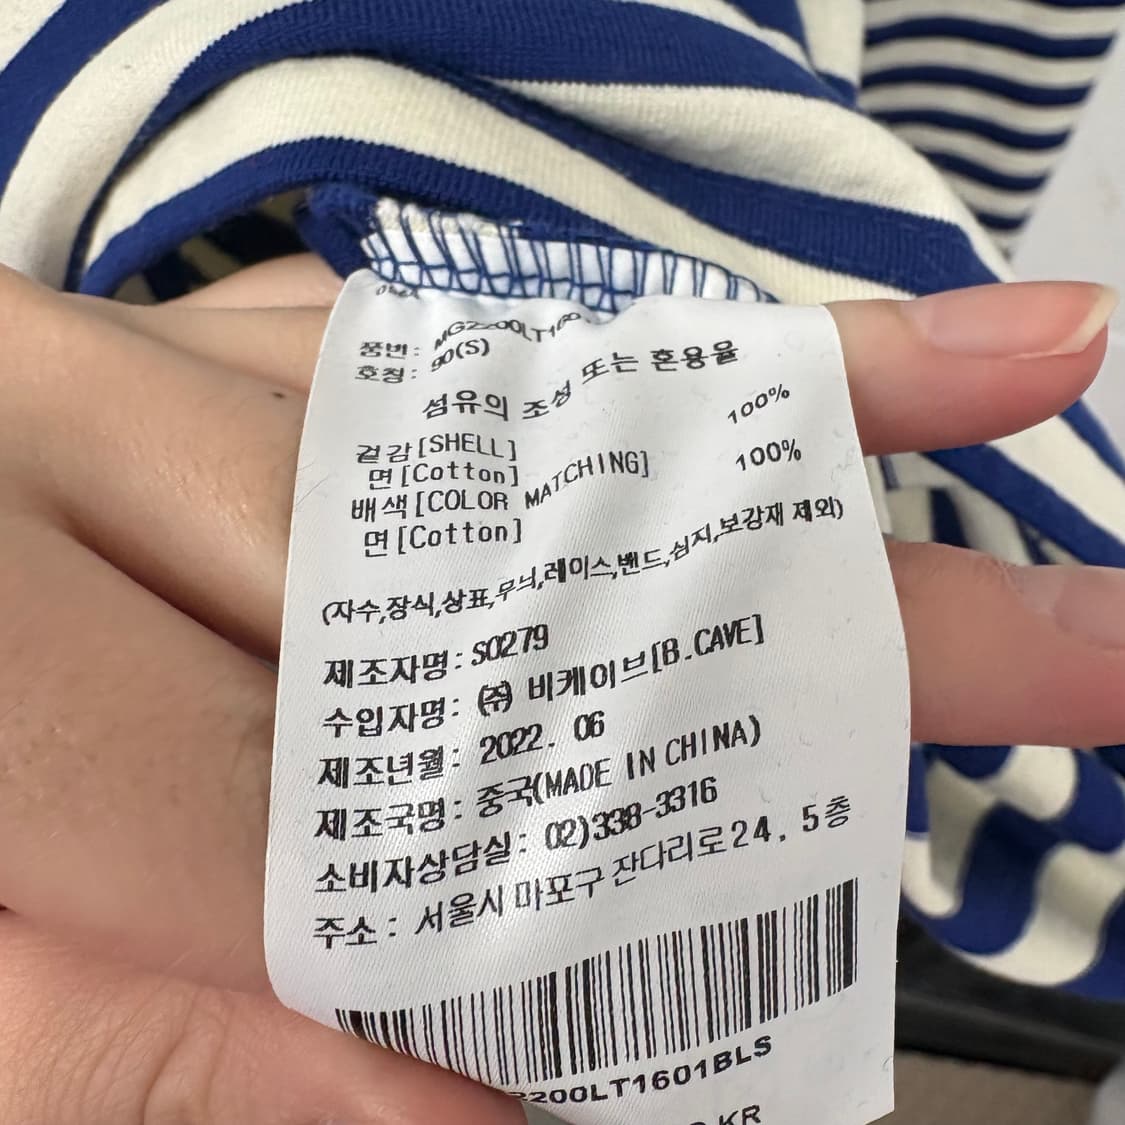 품번: MG2200LT160
호칭: 90(S)
섬유의 조성 또는 혼용율
겉감[SHELL]
면[Cotton] 100%
배색[COLOR MATCHING]
면[Cotton] 100%
(자수,장식,상표,무늬,레이스,밴드,심지,보강재 제외)
제조자명: S0279
수입자명: ㈜ 비케이브[B.CAVE]
제조년월: 2022. 06
제조국명: 중국(MADE IN CHINA)
소비자상담실: 02)338-3316
주소: 서울시 마포구 잔다리로24, 5층
2200LT1601BLS
KR